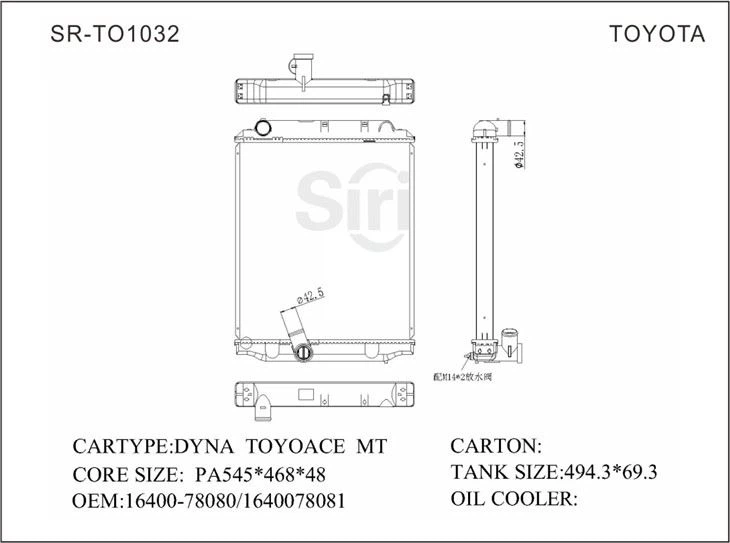 SR-TO1032
TOYOTA
ø42.5
Siri
ø42.5
配M14*2放水阀
CARTYPE:DYNA TOYOACE MT
CARTON:
CORE SIZE: PA545*468*48
TANK SIZE:494.3*69.3
OEM:16400-78080/1640078081
OIL COOLER: